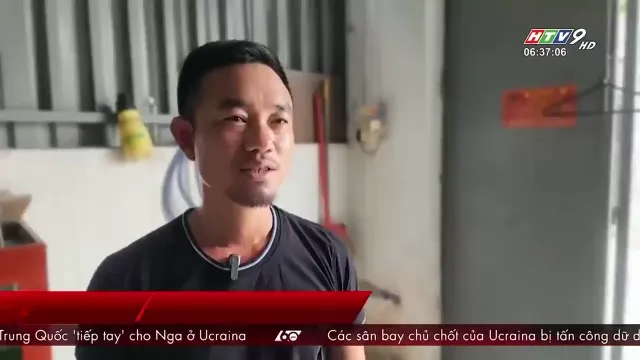 HTV9 HD
06:37:06
Trung Quốc 'tiếp tay' cho Nga ở Ucraina 60 Các sân bay chủ chốt của Ucraina bị tấn công dữ d